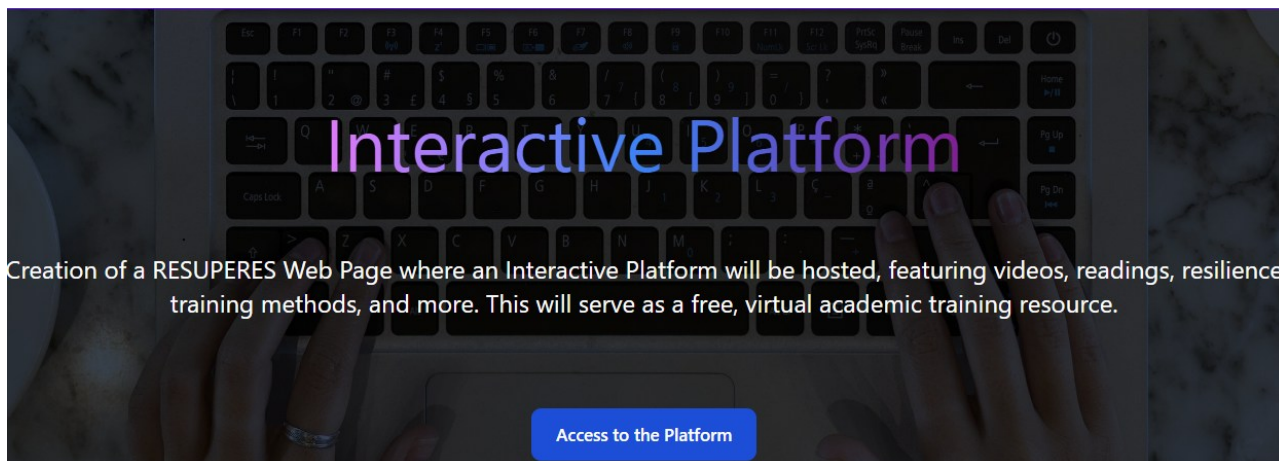 Interactive Platform
Creation of a RESUPERES Web Page where an Interactive Platform will be hosted, featuring videos, readings, resilience
training methods, and more. This will serve as a free, virtual academic training resource.
Access to the Platform